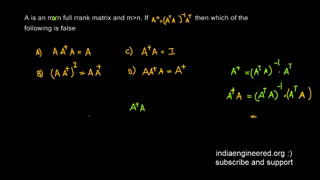 A is an mxn full rrank matrix and m>n. If A⁺=(AᵀA)⁻¹Aᵀ then which of the
following is false
A) AA⁺A = A
C) A⁺A = I
B) (AA⁺)² = AA⁺
D) AA⁺A = A⁺
A⁺A
A⁺ = (AᵀA)⁻¹ · Aᵀ
A⁺A = (AᵀA)⁻¹ · (AᵀA)
=
indiaengineered.org :)
subscribe and support